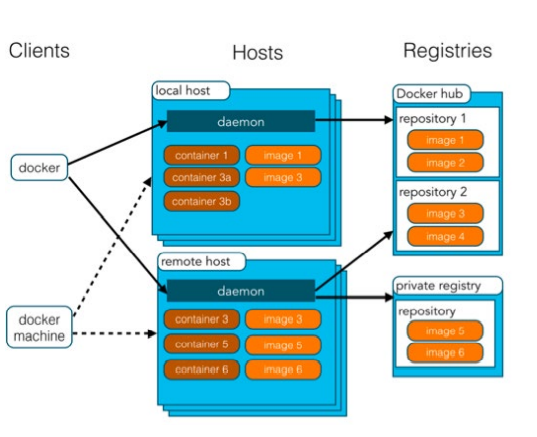 Clients
Hosts
Registries
local host
daemon
container 1
image 1
container 3a
image 3
container 3b
Docker hub
repository 1
image 1
image 2
repository 2
image 3
image 4
docker
remote host
daemon
container 3
image 3
container 5
image 5
container 6
image 6
private registry
repository
image 5
image 6
docker
machine